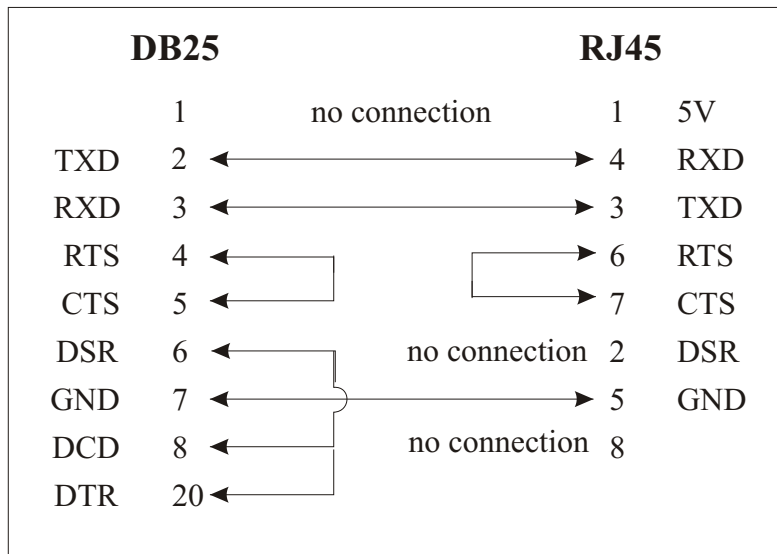 DB25 RJ45
1 no connection 1 5V
TXD 2 4 RXD
RXD 3 3 TXD
RTS 4 6 RTS
CTS 5 7 CTS
DSR 6 no connection 2 DSR
GND 7 5 GND
DCD 8 no connection 8
DTR 20